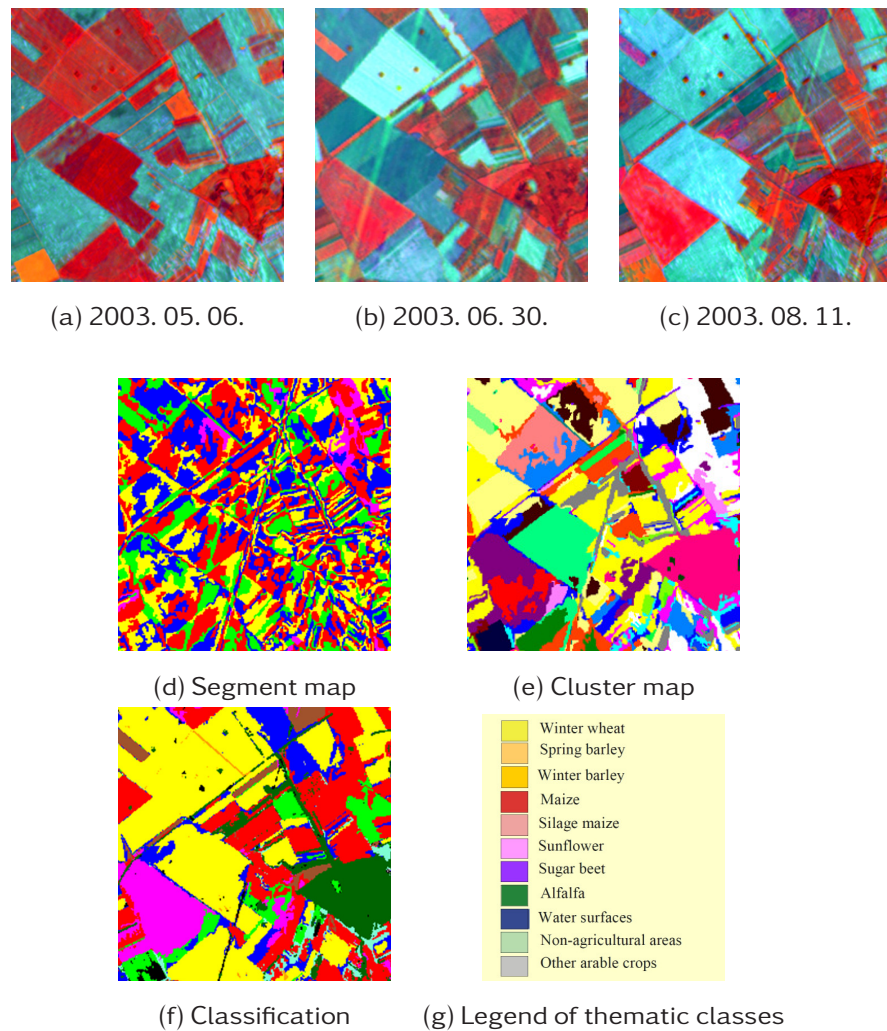 (a) 2003. 05. 06.
(b) 2003. 06. 30.
(c) 2003. 08. 11.
(d) Segment map
(e) Cluster map
Winter wheat
Spring barley
Winter barley
Maize
Silage maize
Sunflower
Sugar beet
Alfalfa
Water surfaces
Non-agricultural areas
Other arable crops
(f) Classification
(g) Legend of thematic classes